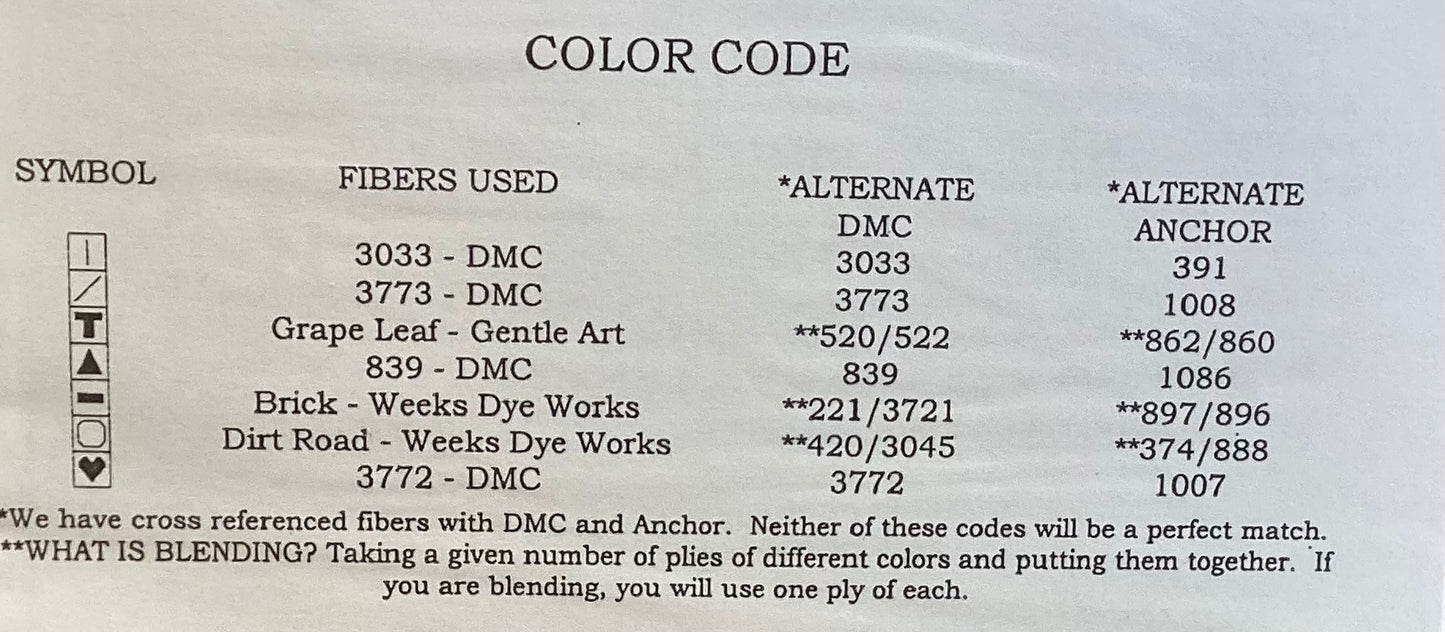 COLOR CODE
SYMBOL FIBERS USED *ALTERNATE DMC *ALTERNATE ANCHOR
3033 - DMC 3033 391
3773 - DMC 3773 1008
T Grape Leaf - Gentle Art **520/522 **862/860
839 - DMC 839 1086
Brick - Weeks Dye Works **221/3721 **897/896
Dirt Road - Weeks Dye Works **420/3045 **374/888
3772 - DMC 3772 1007
*We have cross referenced fibers with DMC and Anchor. Neither of these codes will be a perfect match.
**WHAT IS BLENDING? Taking a given number of plies of different colors and putting them together. If
you are blending, you will use one ply of each.